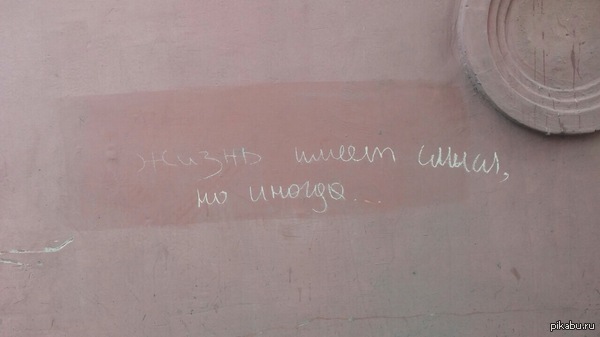 жизнь имеет смысл,
но иногда...
pikabu.ru